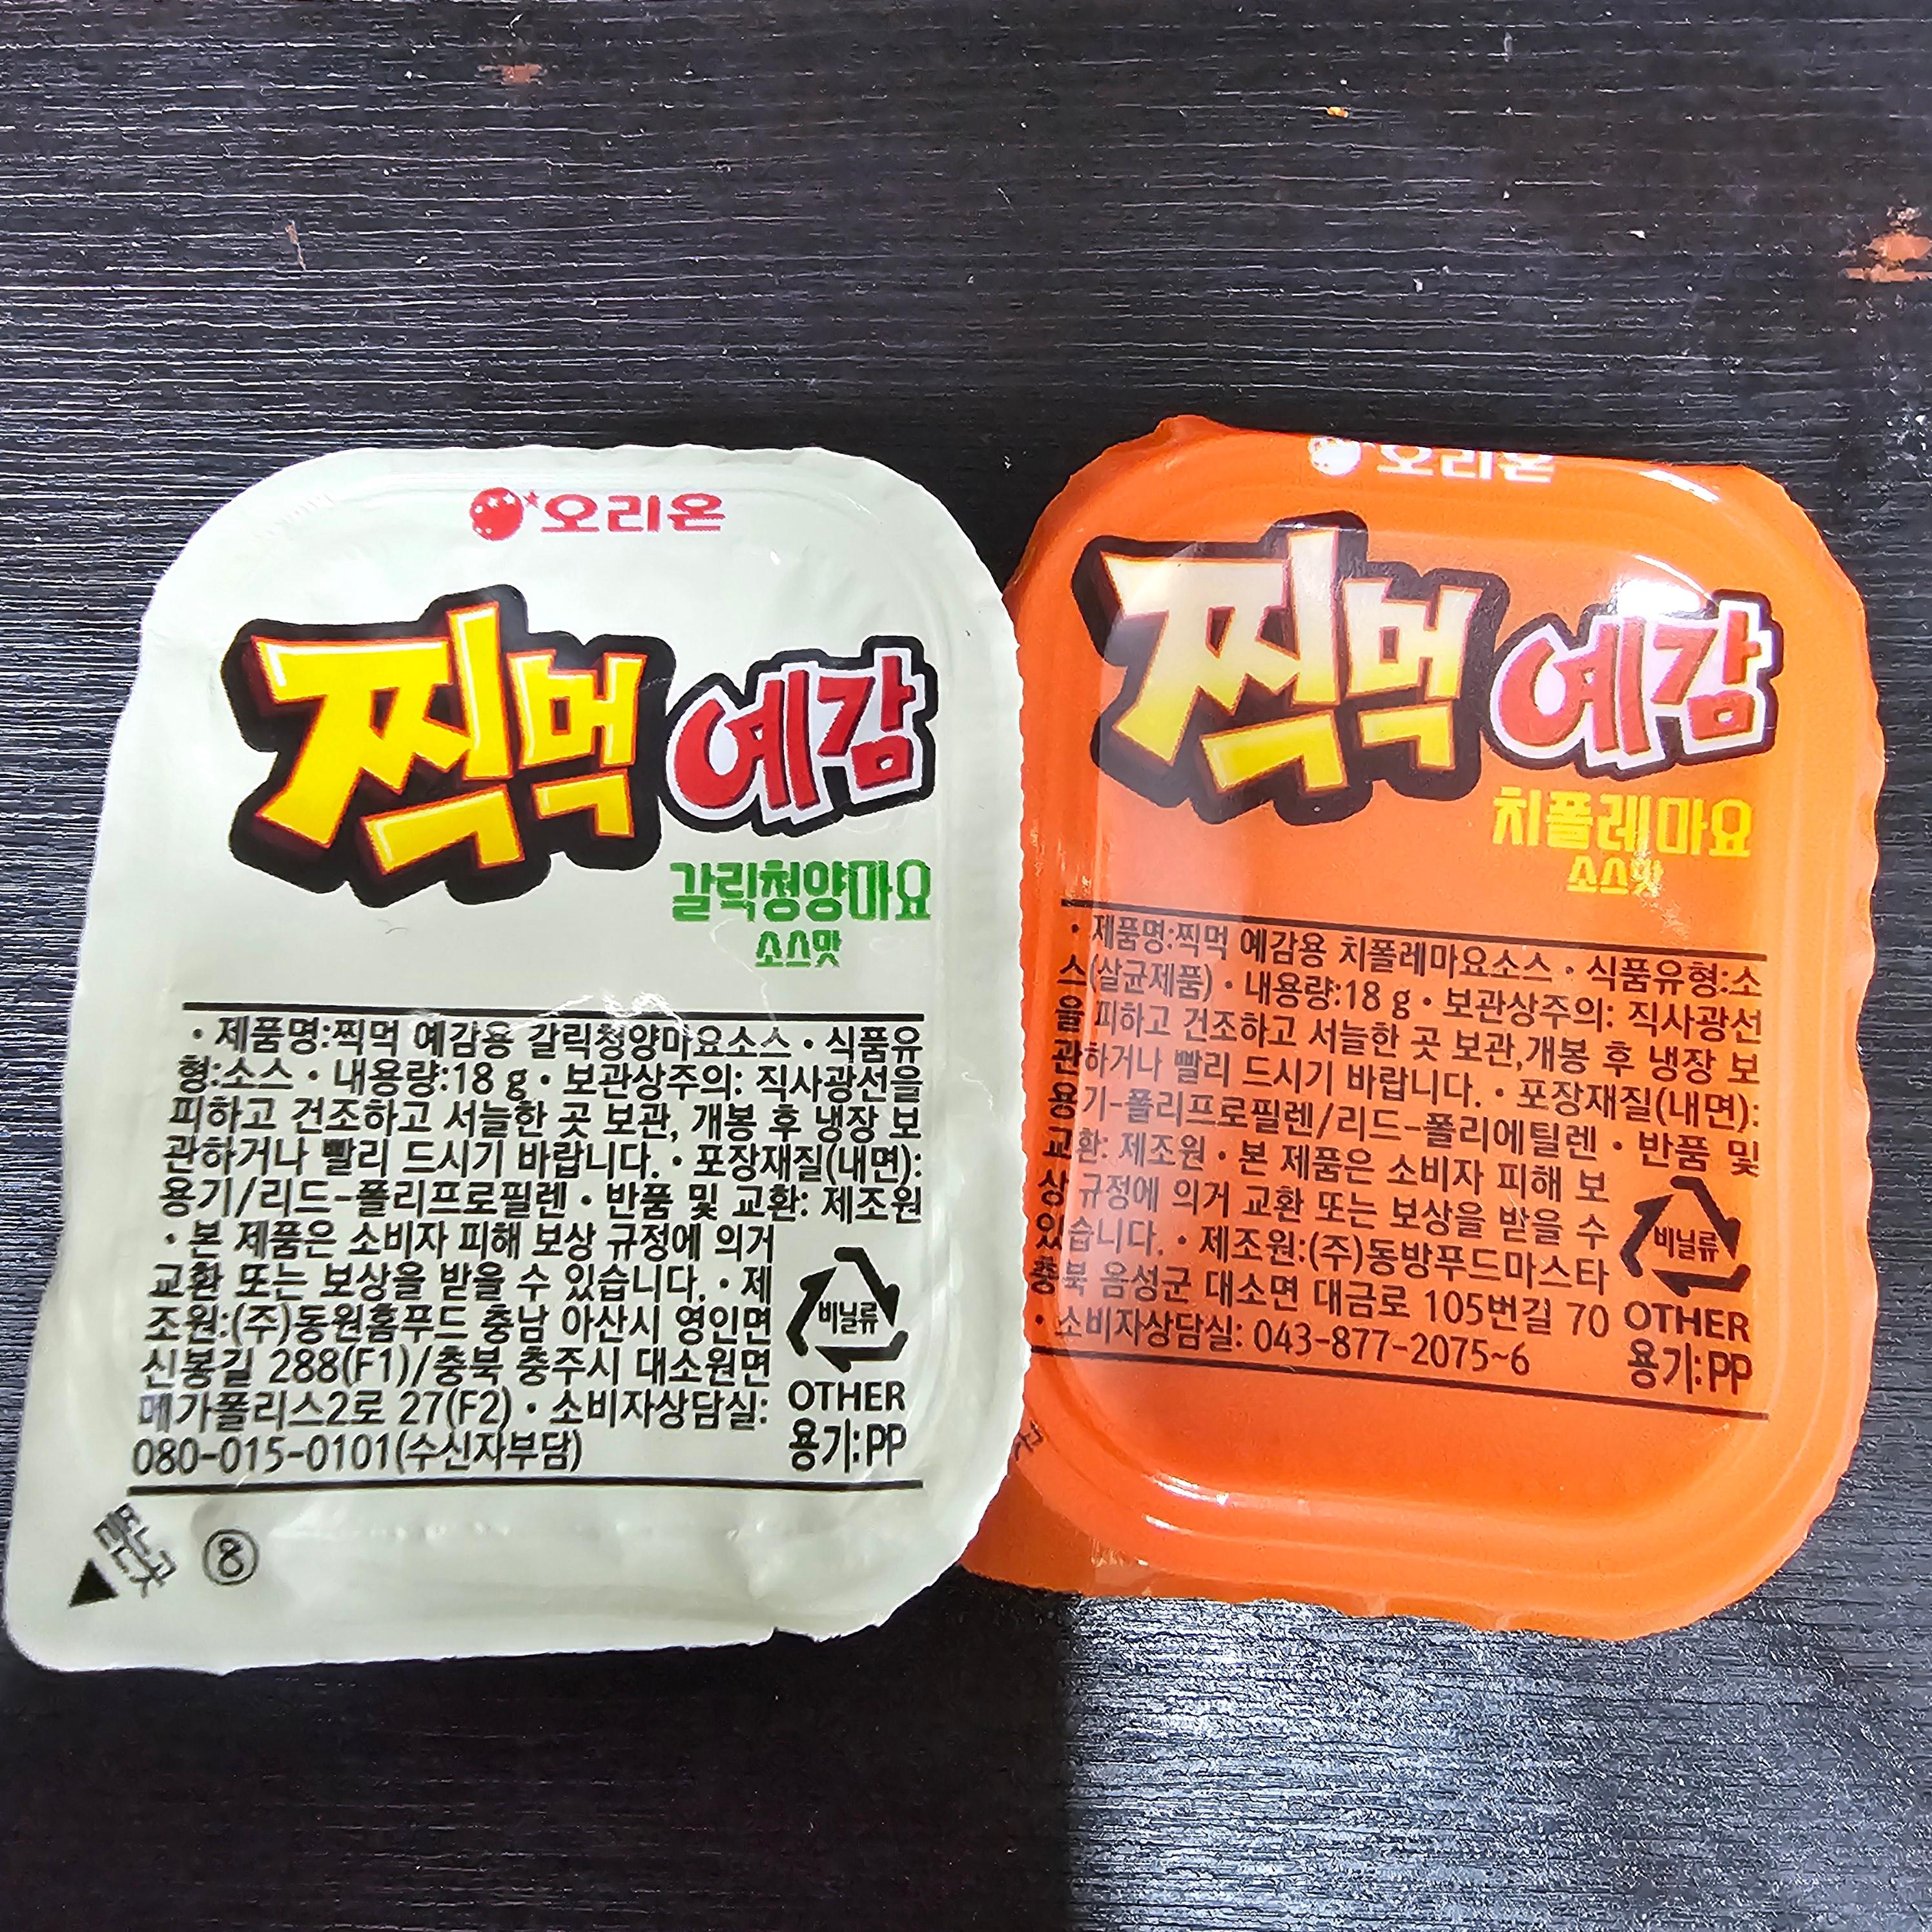 오리온
찍먹 예감
갈릭청양마요
소스맛
• 제품명:찍먹 예감용 갈릭청양마요소스 • 식품유
형:소스 • 내용량:18 g • 보관상주의: 직사광선을
피하고 건조하고 서늘한 곳 보관, 개봉 후 냉장 보
관하거나 빨리 드시기 바랍니다. • 포장재질(내면):
용기/리드-폴리프로필렌 • 반품 및 교환: 제조원
• 본 제품은 소비자 피해 보상 규정에 의거
교환 또는 보상을 받을 수 있습니다. • 제
조원:(주)동원홈푸드 충남 아산시 영인면
신봉길 288(F1)/충북 충주시 대소원면
메가폴리스2로 27(F2) • 소비자상담실:
080-015-0101(수신자부담)
비닐류
OTHER
용기:PP
뜯는곳
⑧
오리온
찍먹 예감
치폴레마요
소스맛
• 제품명:찍먹 예감용 치폴레마요소스 • 식품유형:소
스(살균제품) • 내용량:18 g • 보관상주의: 직사광선
을 피하고 건조하고 서늘한 곳 보관,개봉 후 냉장 보
관하거나 빨리 드시기 바랍니다. • 포장재질(내면):
용기-폴리프로필렌/리드-폴리에틸렌 • 반품 및
교환: 제조원 • 본 제품은 소비자 피해 보
상 규정에 의거 교환 또는 보상을 받을 수
있습니다. • 제조원:(주)동방푸드마스타
충북 음성군 대소면 대금로 105번길 70
• 소비자상담실: 043-877-2075~6
비닐류
OTHER
용기:PP